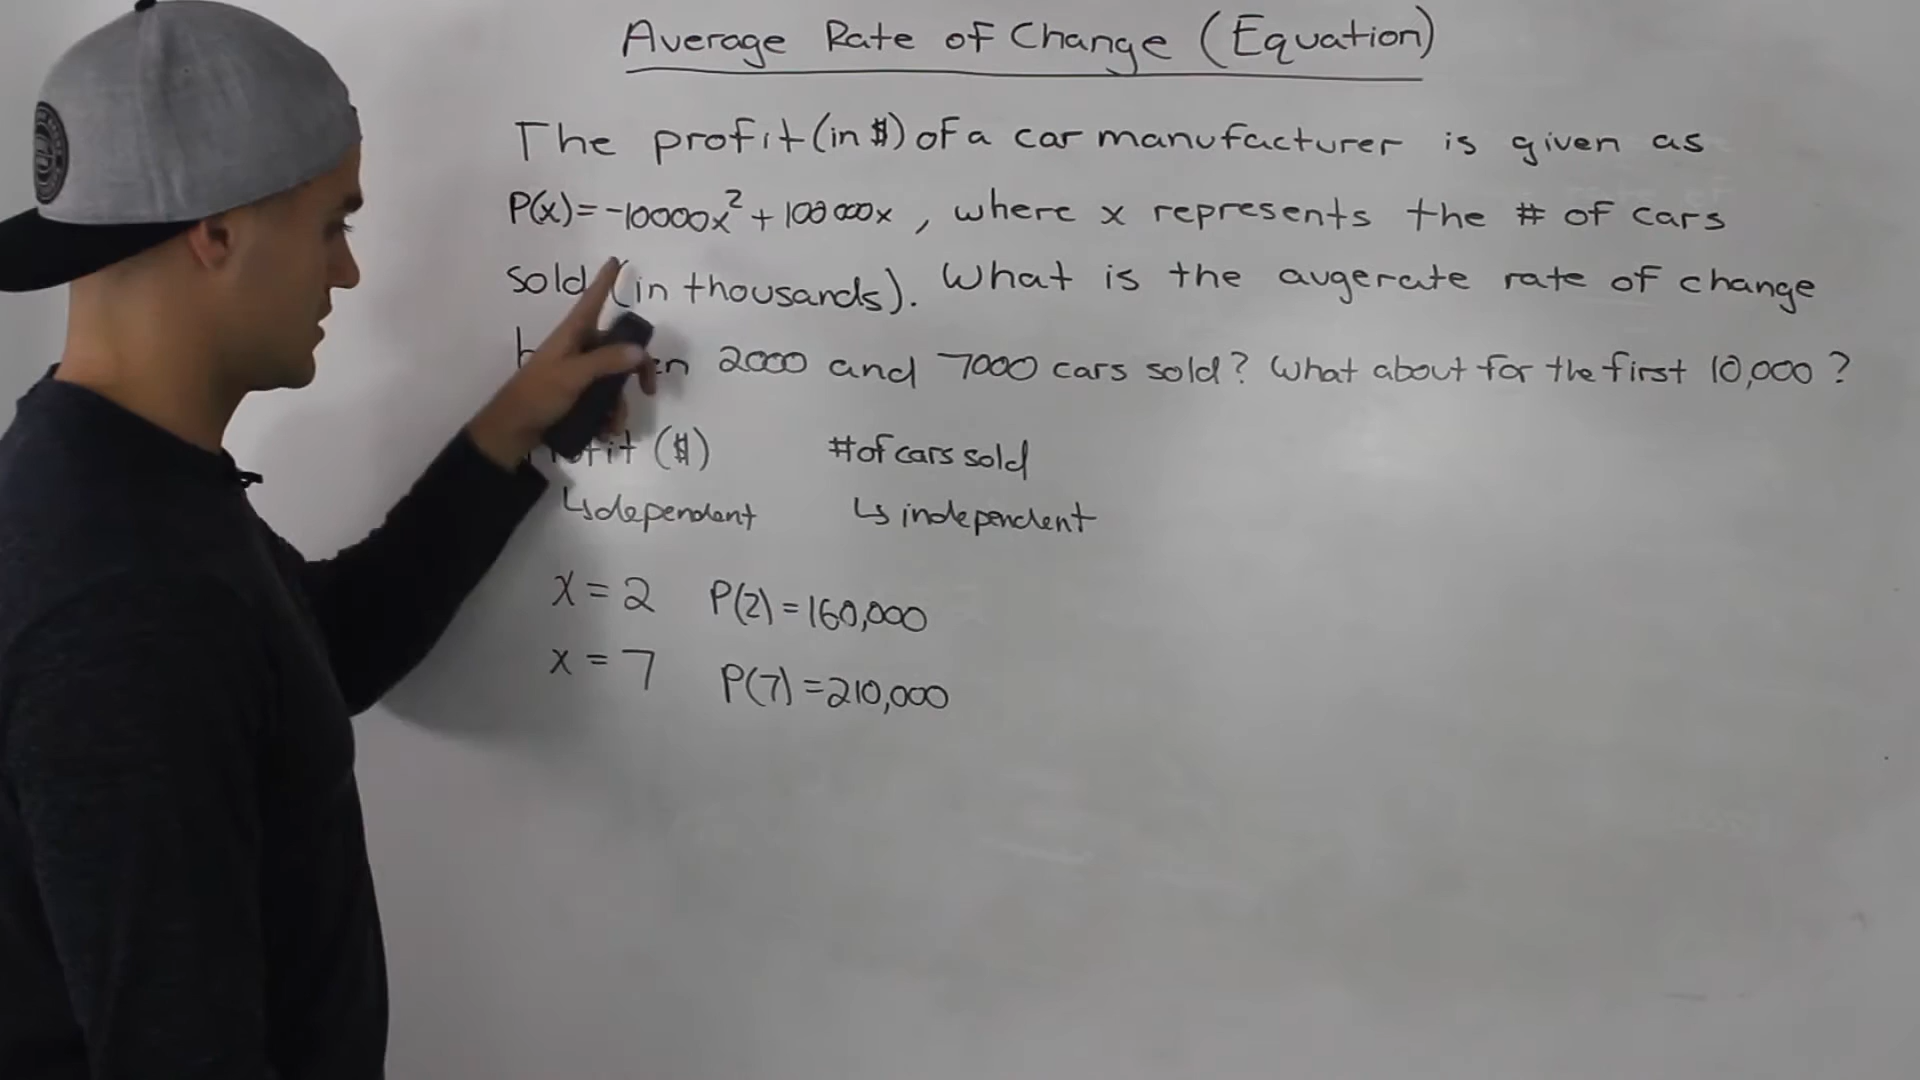 Average Rate of Change (Equation)
The profit (in $) of a car manufacturer is given as
P(x) = -10000x² + 100000x, where x represents the # of cars
sold (in thousands). What is the augerate rate of change
2000 and 7000 cars sold? What about for the first 10,000?
($) # of cars sold
↳ dependent ↳ independent
x = 2 P(2) = 160,000
x = 7 P(7) = 210,000